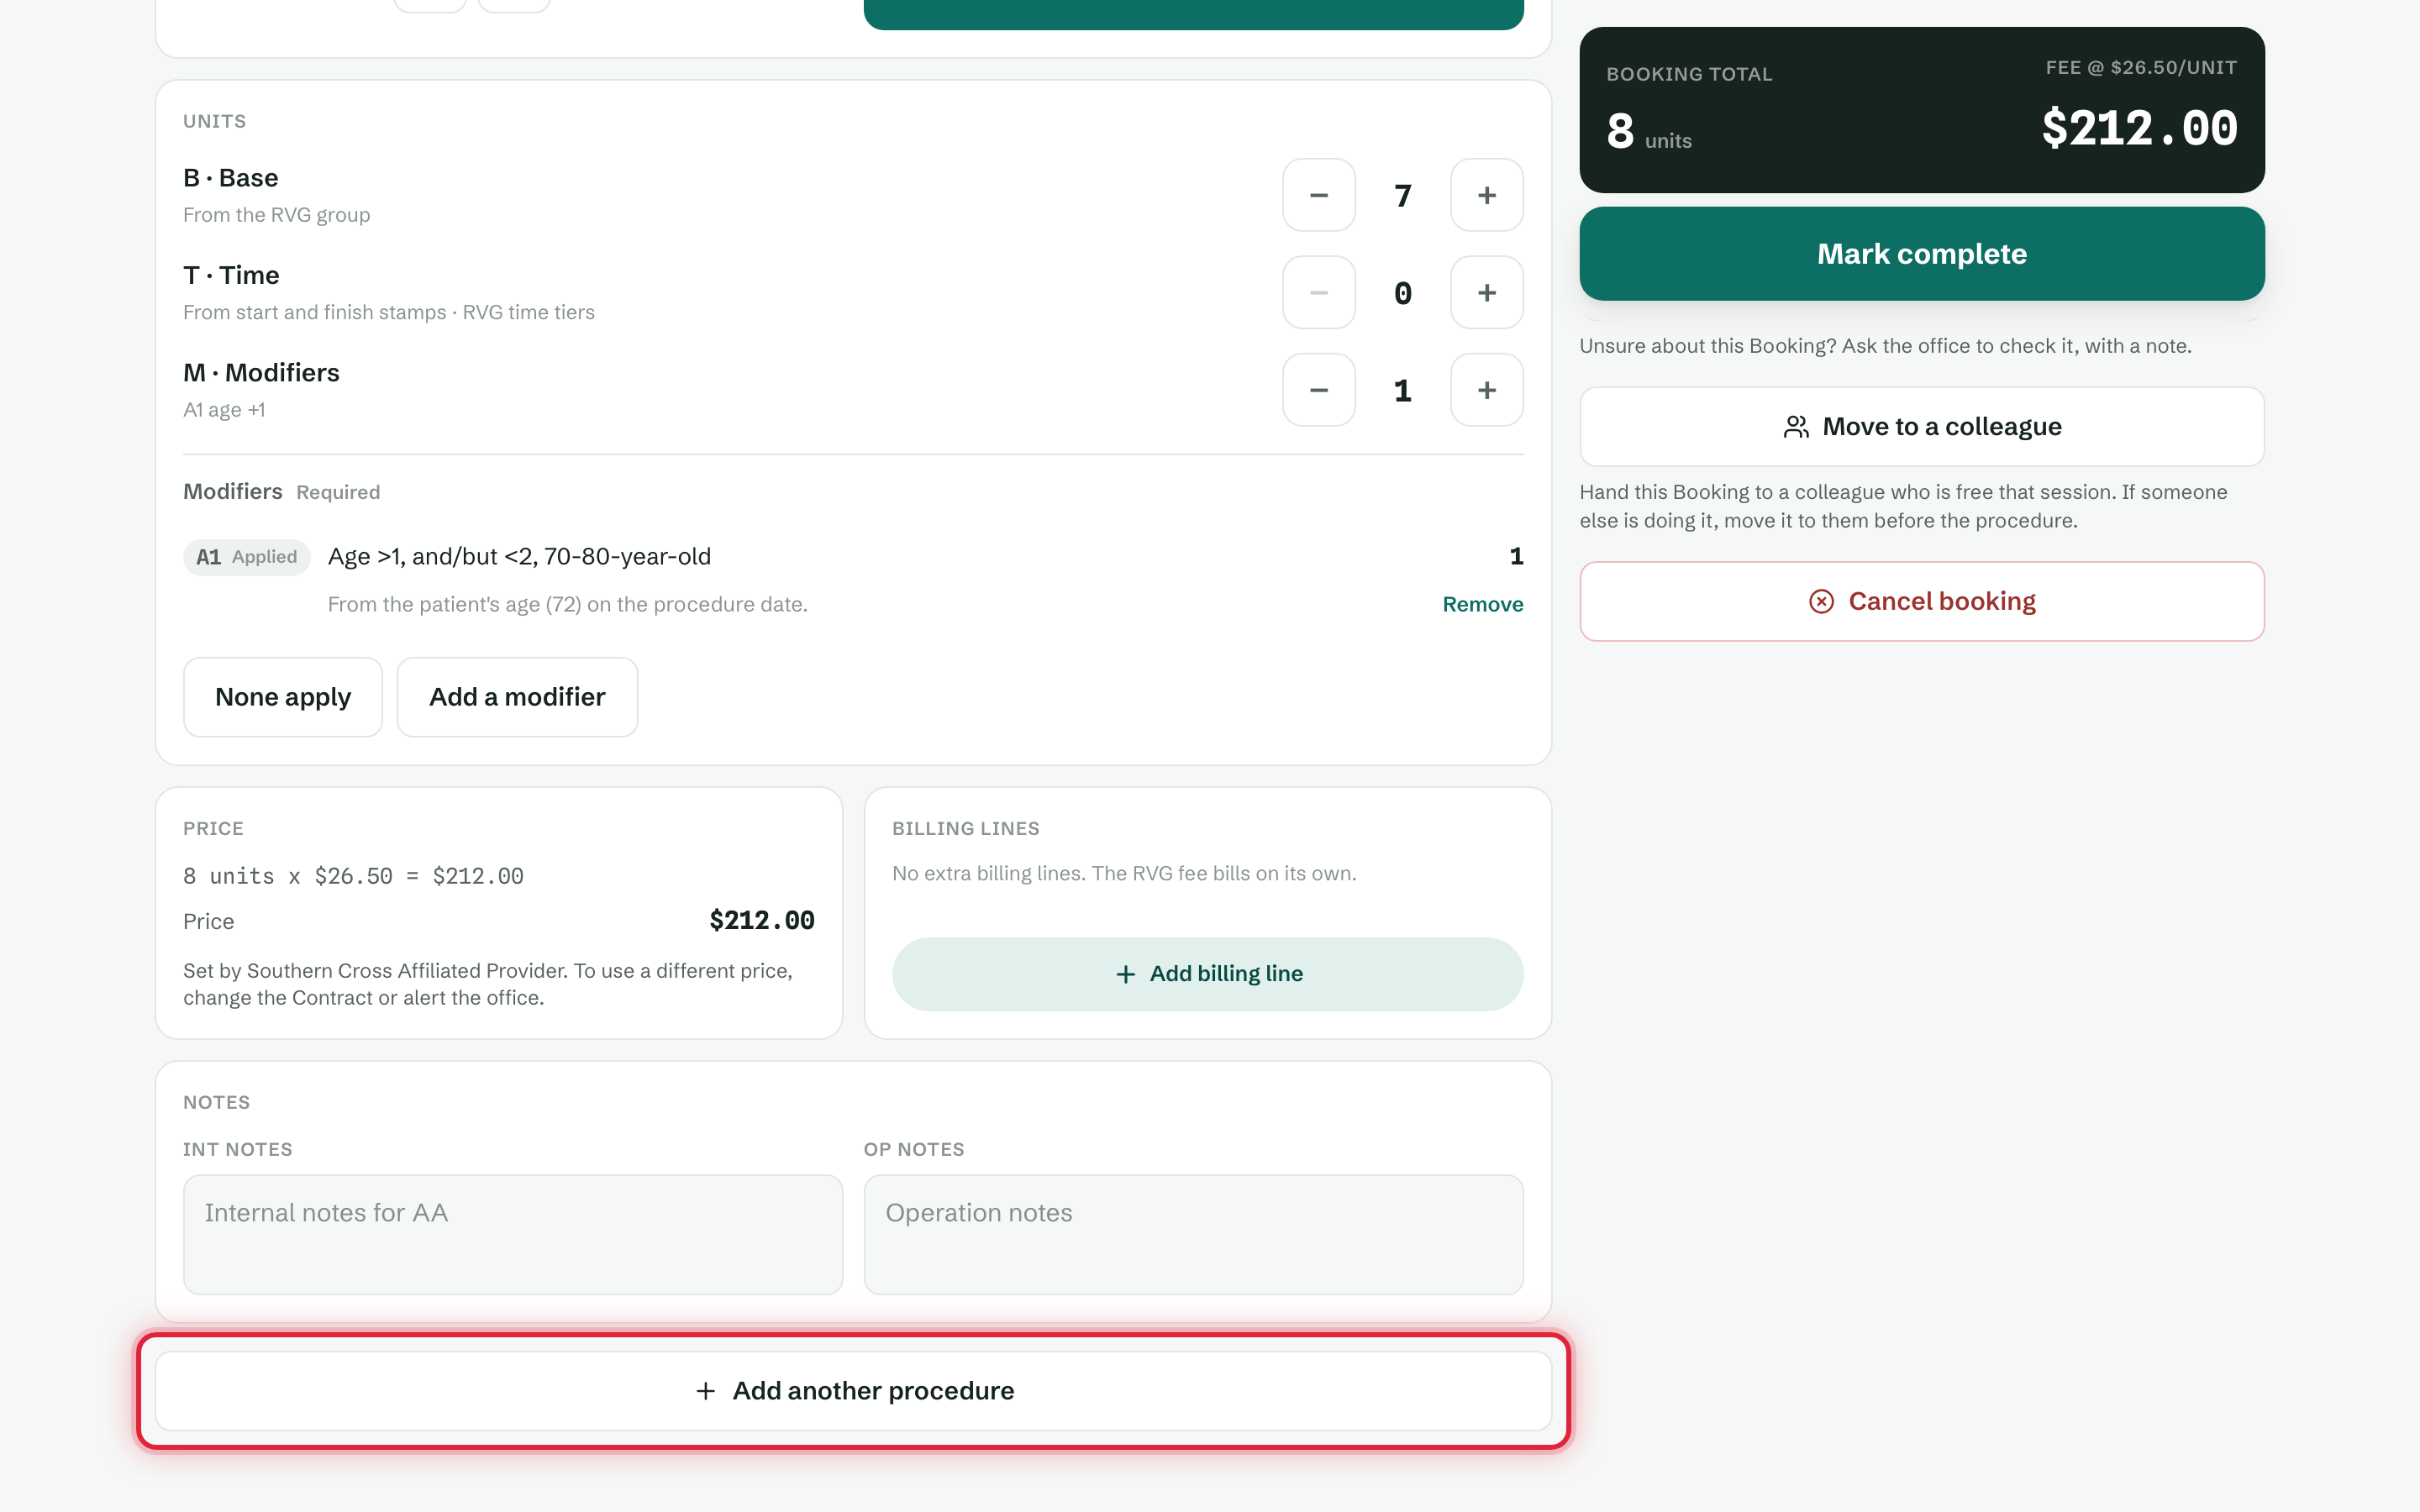 UNITS
B · Base
From the RVG group
− 7 +
T · Time
From start and finish stamps · RVG time tiers
− 0 +
M · Modifiers
A1 age +1
− 1 +
Modifiers Required
A1 Applied Age >1, and/but <2, 70-80-year-old 1
From the patient's age (72) on the procedure date. Remove
None apply Add a modifier
PRICE
8 units x $26.50 = $212.00
Price $212.00
Set by Southern Cross Affiliated Provider. To use a different price,
change the Contract or alert the office.
BILLING LINES
No extra billing lines. The RVG fee bills on its own.
+ Add billing line
NOTES
INT NOTES
Internal notes for AA
OP NOTES
Operation notes
+ Add another procedure
BOOKING TOTAL
8 units
FEE @ $26.50/UNIT
$212.00
Mark complete
Unsure about this Booking? Ask the office to check it, with a note.
Move to a colleague
Hand this Booking to a colleague who is free that session. If someone
else is doing it, move it to them before the procedure.
Cancel booking